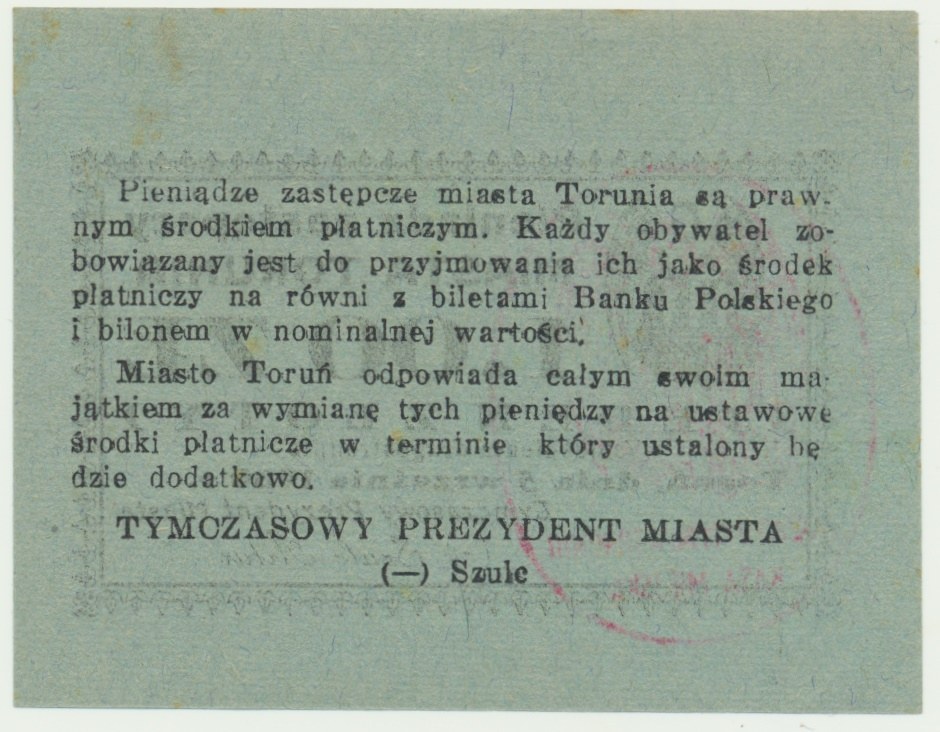 Pieniądze zastępcze miasta Torunia są praw-
nym środkiem płatniczym. Każdy obywatel zo-
bowiązany jest do przyjmowania ich jako środek
płatniczy na równi z biletami Banku Polskiego
i bilonem w nominalnej wartości.
Miasto Toruń odpowiada całym swoim ma-
jątkiem za wymianę tych pieniędzy na ustawowe
środki płatnicze w terminie który ustalony bę
dzie dodatkowo.
TYMCZASOWY PREZYDENT MIASTA
(—) Szulc